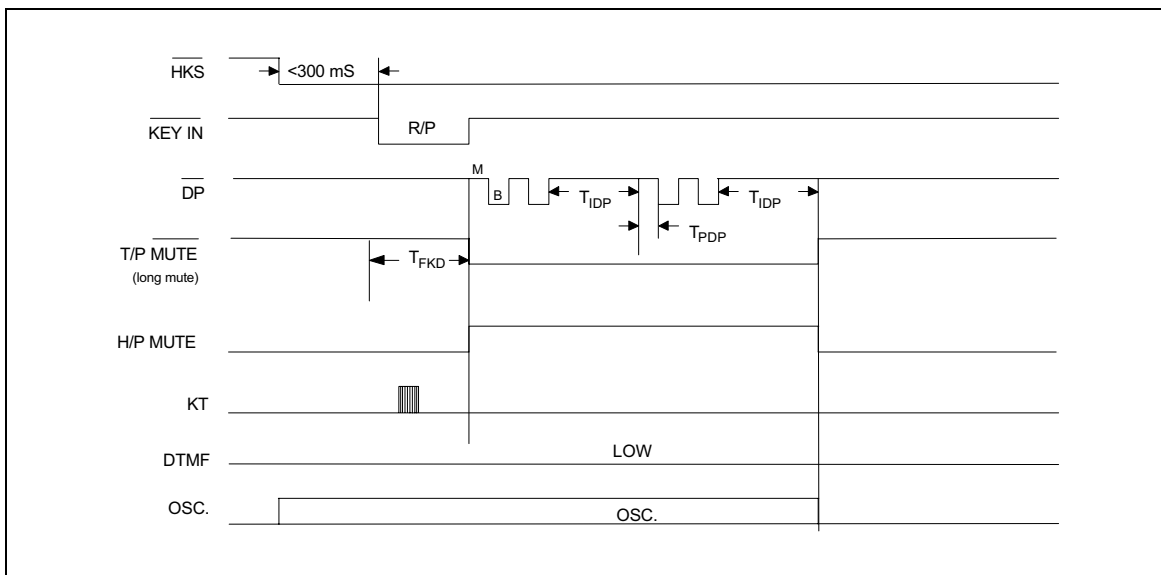 HKS
<300 mS
KEY IN
R/P
M
DP
B
TIDP
TIDP
TPDP
T/P MUTE
(long mute)
TFKD
H/P MUTE
KT
LOW
DTMF
OSC.
OSC.